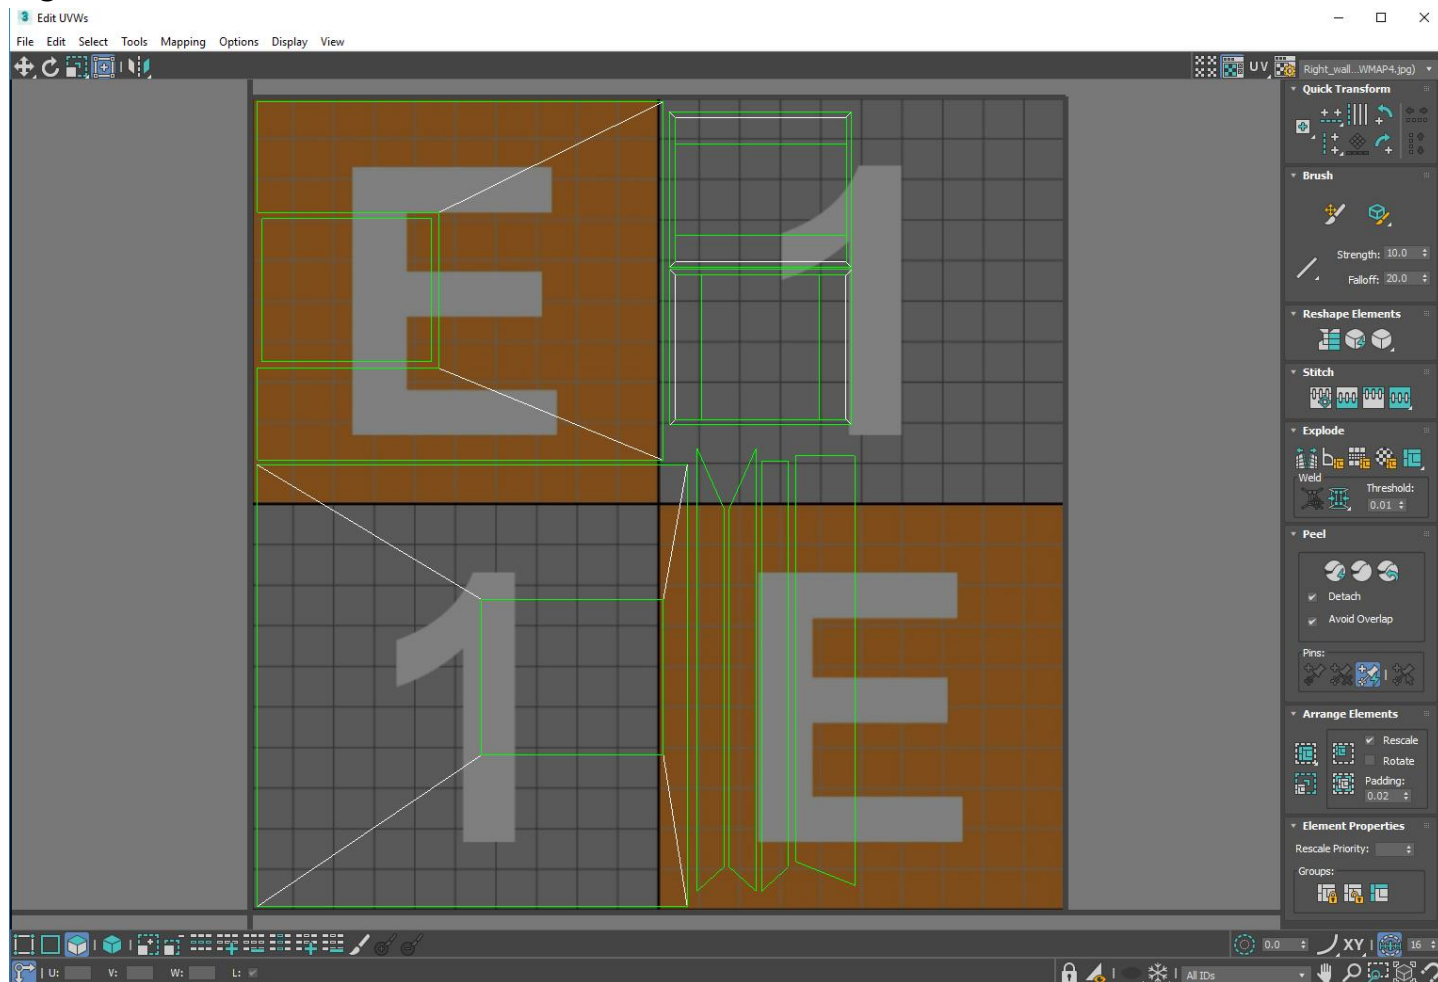 3 Edit UVWs
File Edit Select Tools Mapping Options Display View
UV Right_wall...WMAP4.jpg)
Quick Transform
Brush
Strength: 10.0
Falloff: 20.0
Reshape Elements
Stitch
Explode
Weld
Threshold:
0.01
Peel
Detach
Avoid Overlap
Pins:
Arrange Elements
Rescale
Rotate
Padding:
0.02
Element Properties
Rescale Priority:
Groups:
E 1
1 E
0.0 XY 16
U: V: W: L: All IDs